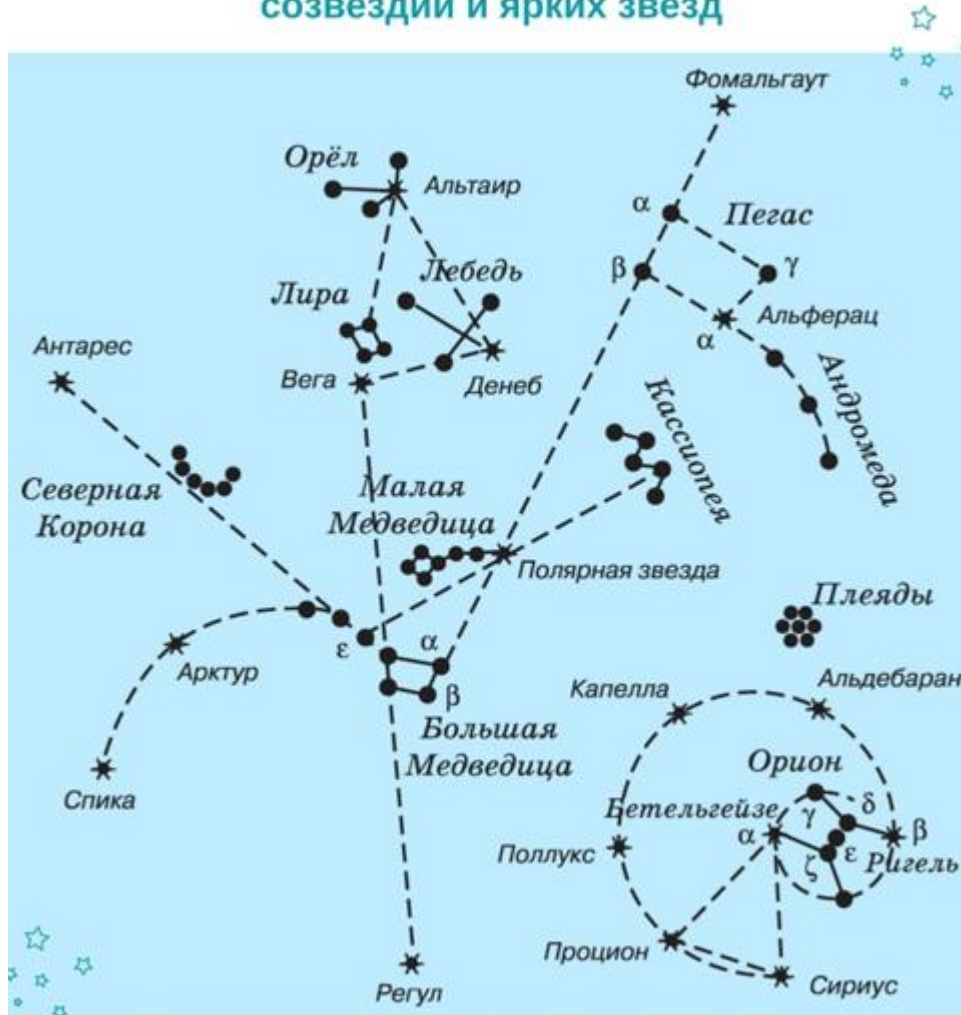 созвездий и ярких звёзд
Фомальгаут
Орёл
Альтаир
α
Пегас
β
γ
Лебедь
Лира
Альферац
α
Антарес
Вега
Денеб
Андромеда
Кассиопея
Северная
Корона
Малая
Медведица
Полярная звезда
Плеяды
ε
α
Арктур
β
Капелла
Альдебаран
Большая
Медведица
Орион
Спика
Бетельгейзе
γ
δ
α
β
Поллукс
ζ
ε
Ригель
Процион
Сириус
Регул